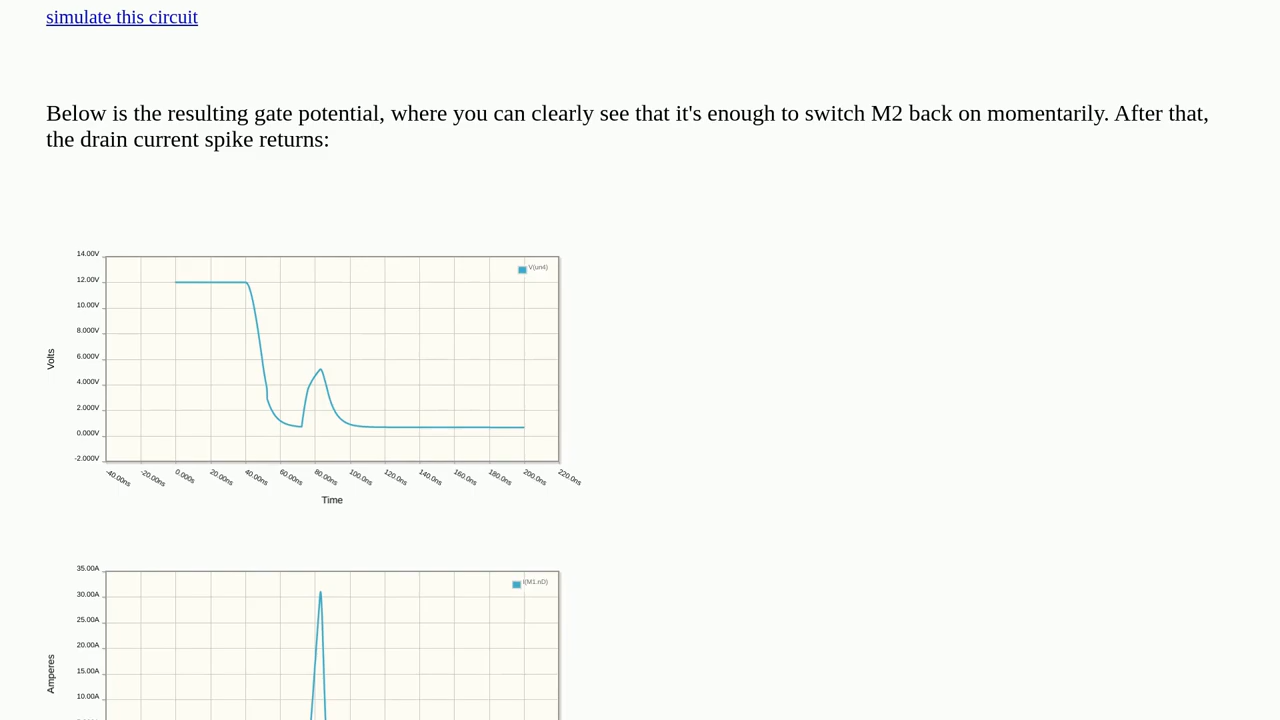 simulate this circuit
Below is the resulting gate potential, where you can clearly see that it's enough to switch M2 back on momentarily. After that,
the drain current spike returns:
14.00V
V(un4)
12.00V
10.00V
8.000V
6.000V
Volts
4.000V
2.000V
0.000V
-2.000V
-40.00ns -20.00ns 0.000s 20.00ns 40.00ns 60.00ns 80.00ns 100.0ns 120.0ns 140.0ns 160.0ns 180.0ns 200.0ns 220.0ns
Time
35.00A
I(M1.nD)
30.00A
25.00A
20.00A
15.00A
Amperes
10.00A